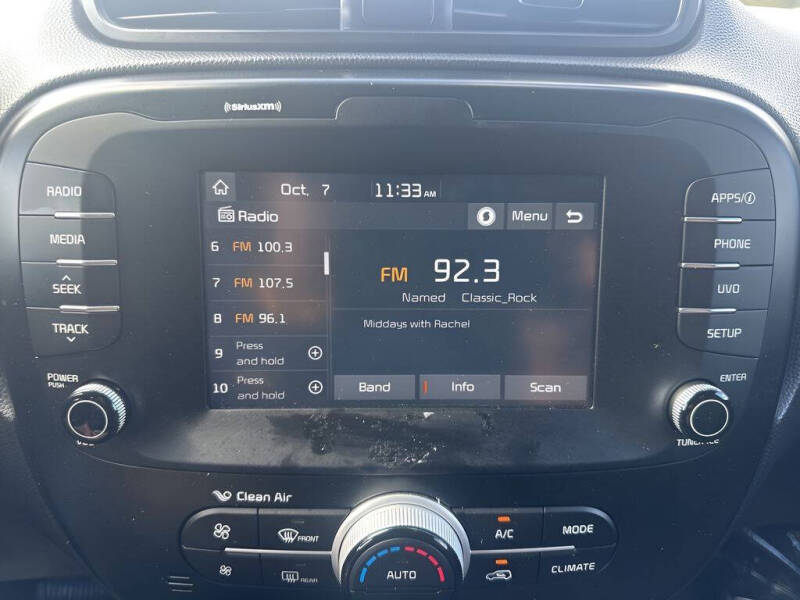 ((SiriusXM))
RADIO
MEDIA
SEEK
TRACK
POWER
PUSH
Oct, 7 11:33 AM
Radio Menu
6 FM 100.3
7 FM 107.5
8 FM 96.1
9 Press and hold
10 Press and hold
FM 92.3
Named Classic_Rock
Middays with Rachel
Band Info Scan
APPS/i
PHONE
UVO
SETUP
ENTER
Clean Air
FRONT
REAR
AUTO
A/C
MODE
CLIMATE